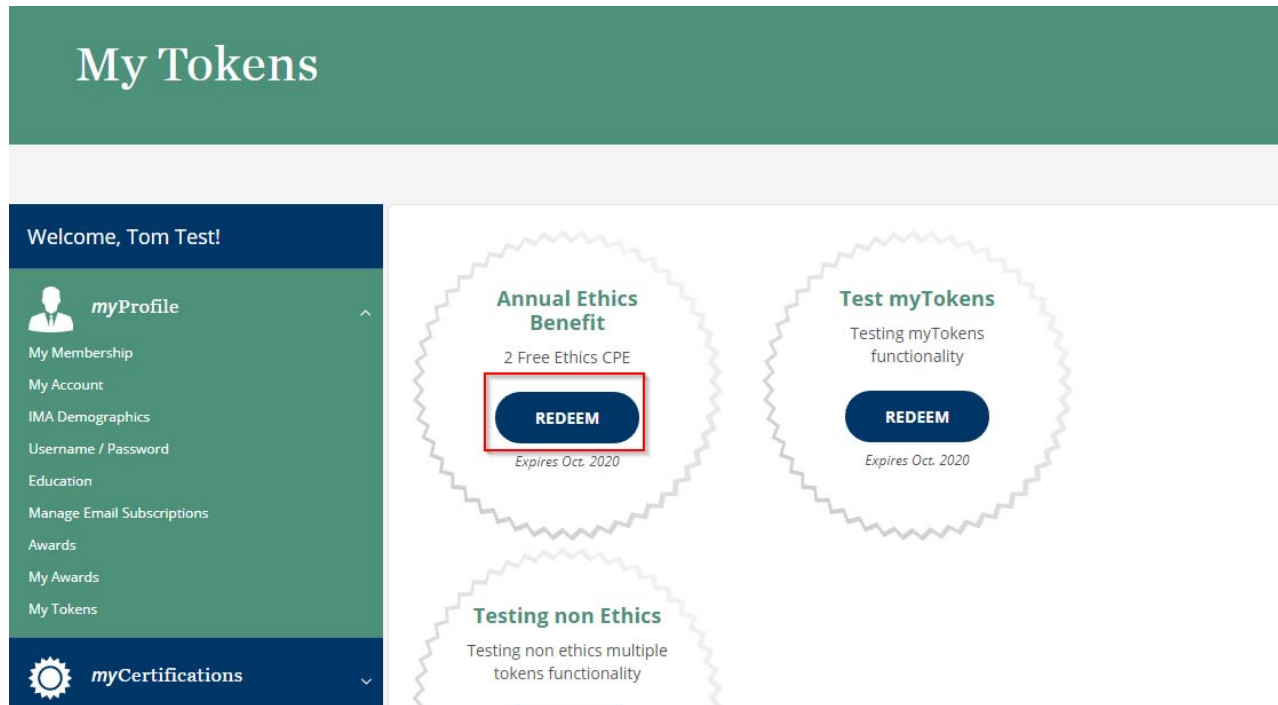 My Tokens
Welcome, Tom Test!
myProfile
My Membership
My Account
IMA Demographics
Username / Password
Education
Manage Email Subscriptions
Awards
My Awards
My Tokens
myCertifications
Annual Ethics
Benefit
2 Free Ethics CPE
REDEEM
Expires Oct. 2020
Test myTokens
Testing myTokens
functionality
REDEEM
Expires Oct. 2020
Testing non Ethics
Testing non ethics multiple
tokens functionality